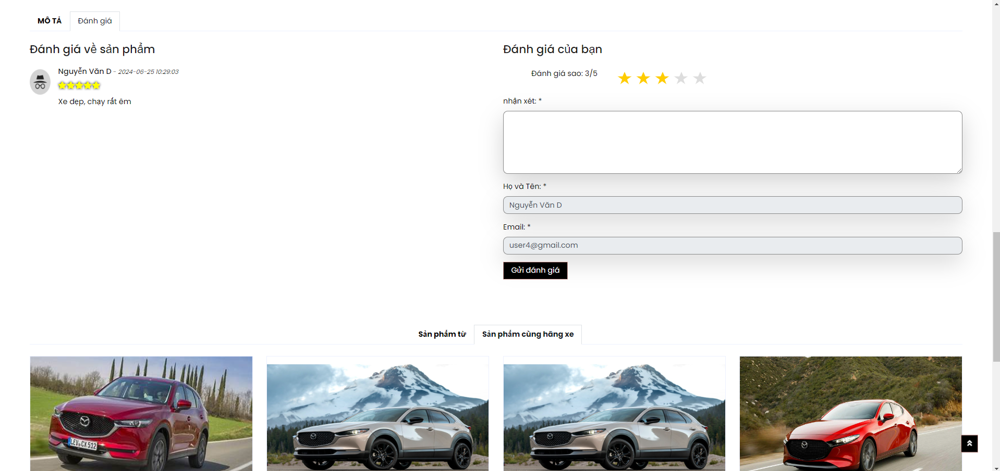 MÔ TẢ
Đánh giá
Đánh giá về sản phẩm
Nguyễn Văn D - 2024-06-25 10:29:03
Xe dẹp, chạy rất êm
Đánh giá của bạn
Đánh giá sao: 3/5
nhận xét: *
Họ và Tên: *
Nguyễn Văn D
Email: *
user4@gmail.com
Gửi đánh giá
Sản phẩm từ
Sản phẩm cùng hãng xe
LEV CX 512